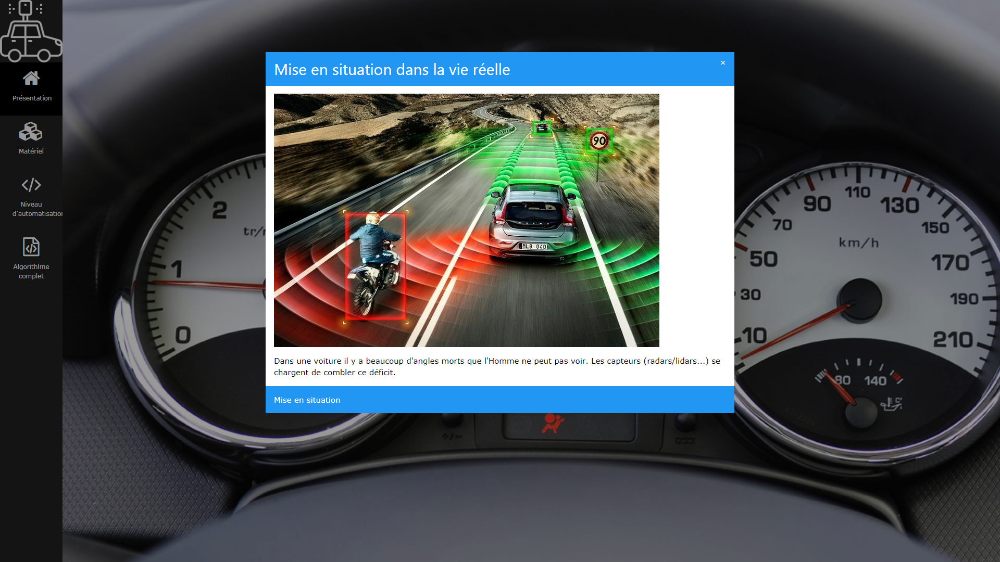 Présentation
Matériel
Niveau
d'automatisation
Algorithlme
complet
Mise en situation dans la vie réelle
×
90
VOLVO
MLB 040
Dans une voiture il y a beaucoup d'angles morts que l'Homme ne peut pas voir. Les capteurs (radars/lidars...) se
chargent de combler ce déficit.
Mise en situation
2
tr/
1
0
km/h
10
30
50
70
90
110
130
150
170
190
210
80
140
C°